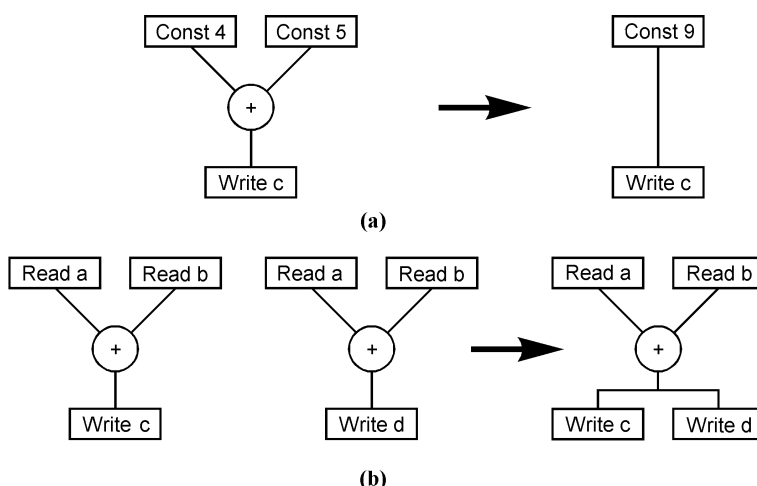 Const 4 Const 5 Const 9
+
Write c Write c
(a)
Read a Read b Read a Read b Read a Read b
+ + +
Write c Write d Write c Write d
(b)